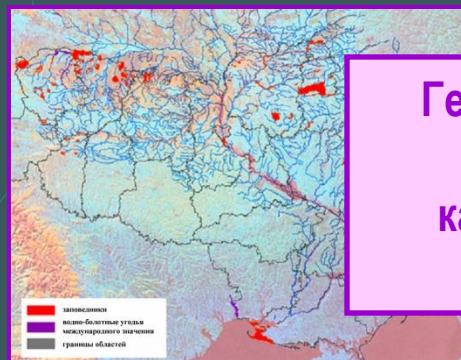 Ге
ка
заповедники
водно-болотные угодья
международного значения
границы областей